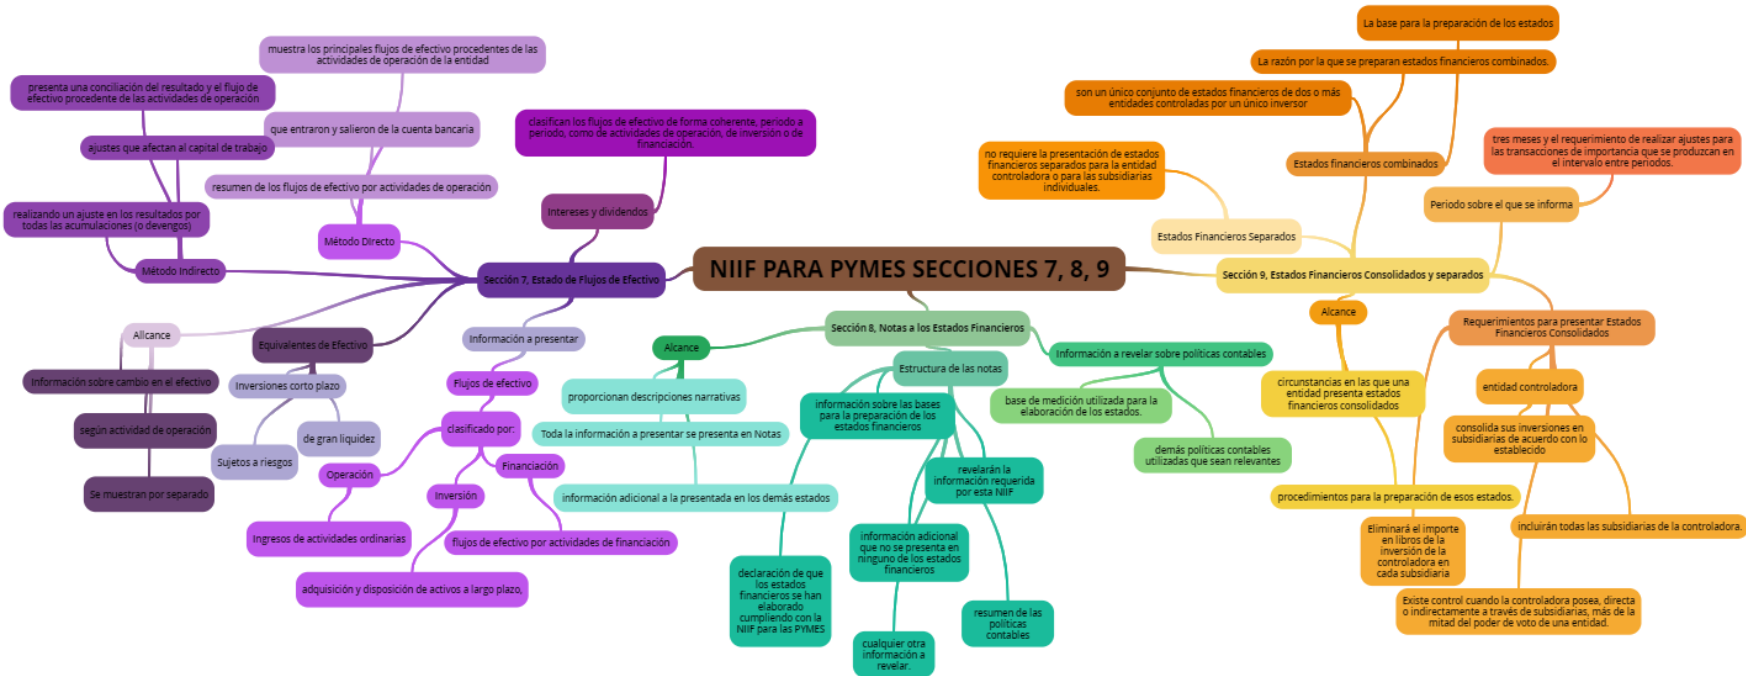 NIIF PARA PYMES SECCIONES 7, 8, 9
Sección 7, Estado de Flujos de Efectivo
Intereses y dividendos
clasifican los flujos de efectivo de forma coherente, periodo a
periodo, como de actividades de operación, de inversión o de
financiación.
Método Directo
resumen de los flujos de efectivo por actividades de operación
que entraron y salieron de la cuenta bancaria
muestra los principales flujos de efectivo procedentes de las
actividades de operación de la entidad
Método Indirecto
realizando un ajuste en los resultados por
todas las acumulaciones (o devengos)
ajustes que afectan al capital de trabajo
presenta una conciliación del resultado y el flujo de
efectivo procedente de las actividades de operación
Allcance
Información sobre cambio en el efectivo
según actividad de operación
Se muestran por separado
Equivalentes de Efectivo
Inversiones corto plazo
Sujetos a riesgos
de gran liquidez
Información a presentar
Flujos de efectivo
clasificado por:
Operación
Ingresos de actividades ordinarias
Inversión
adquisición y disposición de activos a largo plazo,
Financiación
flujos de efectivo por actividades de financiación
Sección 8, Notas a los Estados Financieros
Alcance
proporcionan descripciones narrativas
Toda la información a presentar se presenta en Notas
información adicional a la presentada en los demás estados
Estructura de las notas
información sobre las bases
para la preparación de los
estados financieros
declaración de que
los estados
financieros se han
elaborado
cumpliendo con la
NIIF para las PYMES
revelarán la
información requerida
por esta NIIF
resumen de las
políticas
contables
información adicional
que no se presenta en
ninguno de los estados
financieros
cualquier otra
información a
revelar.
Información a revelar sobre políticas contables
base de medición utilizada para la
elaboración de los estados.
demás políticas contables
utilizadas que sean relevantes
Sección 9, Estados Financieros Consolidados y separados
Estados Financieros Separados
no requiere la presentación de estados
financieros separados para la entidad
controladora o para las subsidiarias
individuales.
Estados financieros combinados
son un único conjunto de estados financieros de dos o más
entidades controladas por un único inversor
La razón por la que se preparan estados financieros combinados.
La base para la preparación de los estados
Periodo sobre el que se informa
tres meses y el requerimiento de realizar ajustes para
las transacciones de importancia que se produzcan en
el intervalo entre periodos.
Alcance
circunstancias en las que una
entidad presenta estados
financieros consolidados
procedimientos para la preparación de esos estados.
Requerimientos para presentar Estados
Financieros Consolidados
entidad controladora
consolida sus inversiones en
subsidiarias de acuerdo con lo
establecido
incluirán todas las subsidiarias de la controladora.
Eliminará el importe
en libros de la
inversión de la
controladora en
cada subsidiaria
Existe control cuando la controladora posea, directa
o indirectamente a través de subsidiarias, más de la
mitad del poder de voto de una entidad.